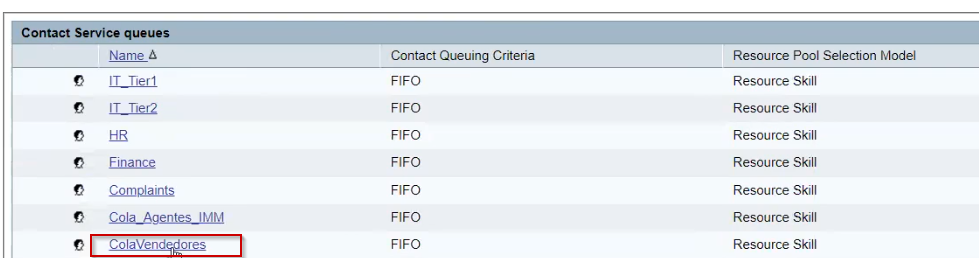 Contact Service queues
Name Contact Queuing Criteria Resource Pool Selection Model
IT_Tier1 FIFO Resource Skill
IT_Tier2 FIFO Resource Skill
HR FIFO Resource Skill
Finance FIFO Resource Skill
Complaints FIFO Resource Skill
Cola_Agentes_IMM FIFO Resource Skill
ColaVendedores FIFO Resource Skill